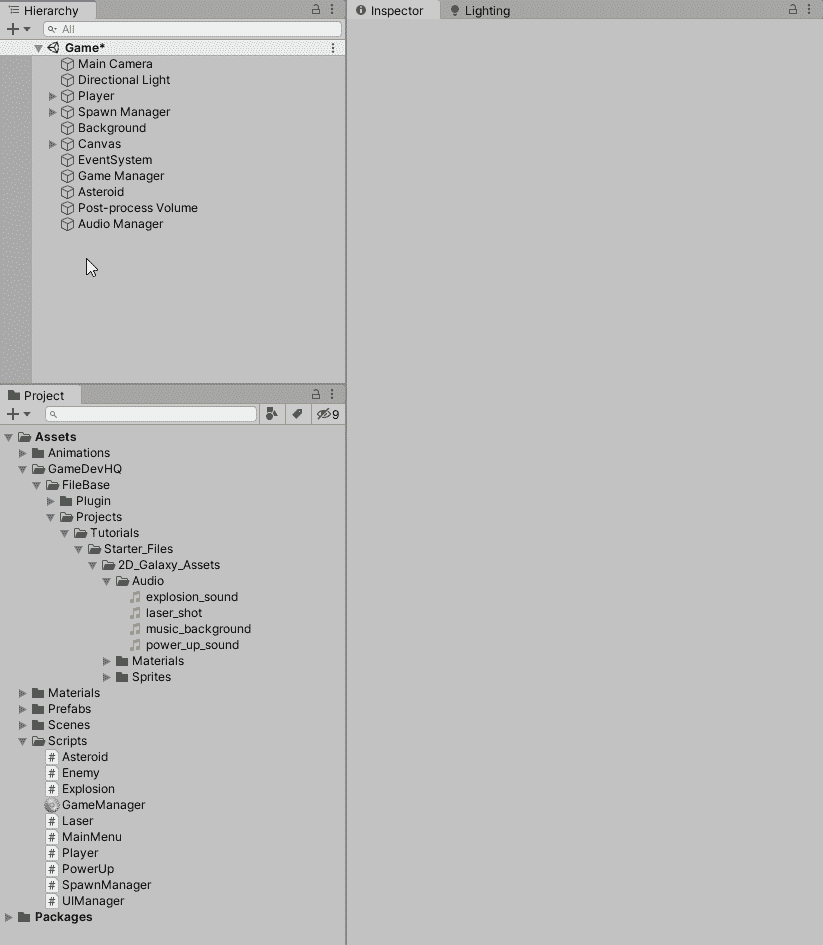 Hierarchy
All
Game*
Main Camera
Directional Light
Player
Spawn Manager
Background
Canvas
EventSystem
Game Manager
Asteroid
Post-process Volume
Audio Manager
Project
9
Assets
Animations
GameDevHQ
FileBase
Plugin
Projects
Tutorials
Starter_Files
2D_Galaxy_Assets
Audio
explosion_sound
laser_shot
music_background
power_up_sound
Materials
Sprites
Materials
Prefabs
Scenes
Scripts
# Asteroid
# Enemy
# Explosion
GameManager
# Laser
# MainMenu
# Player
# PowerUp
# SpawnManager
# UIManager
Packages
Inspector Lighting